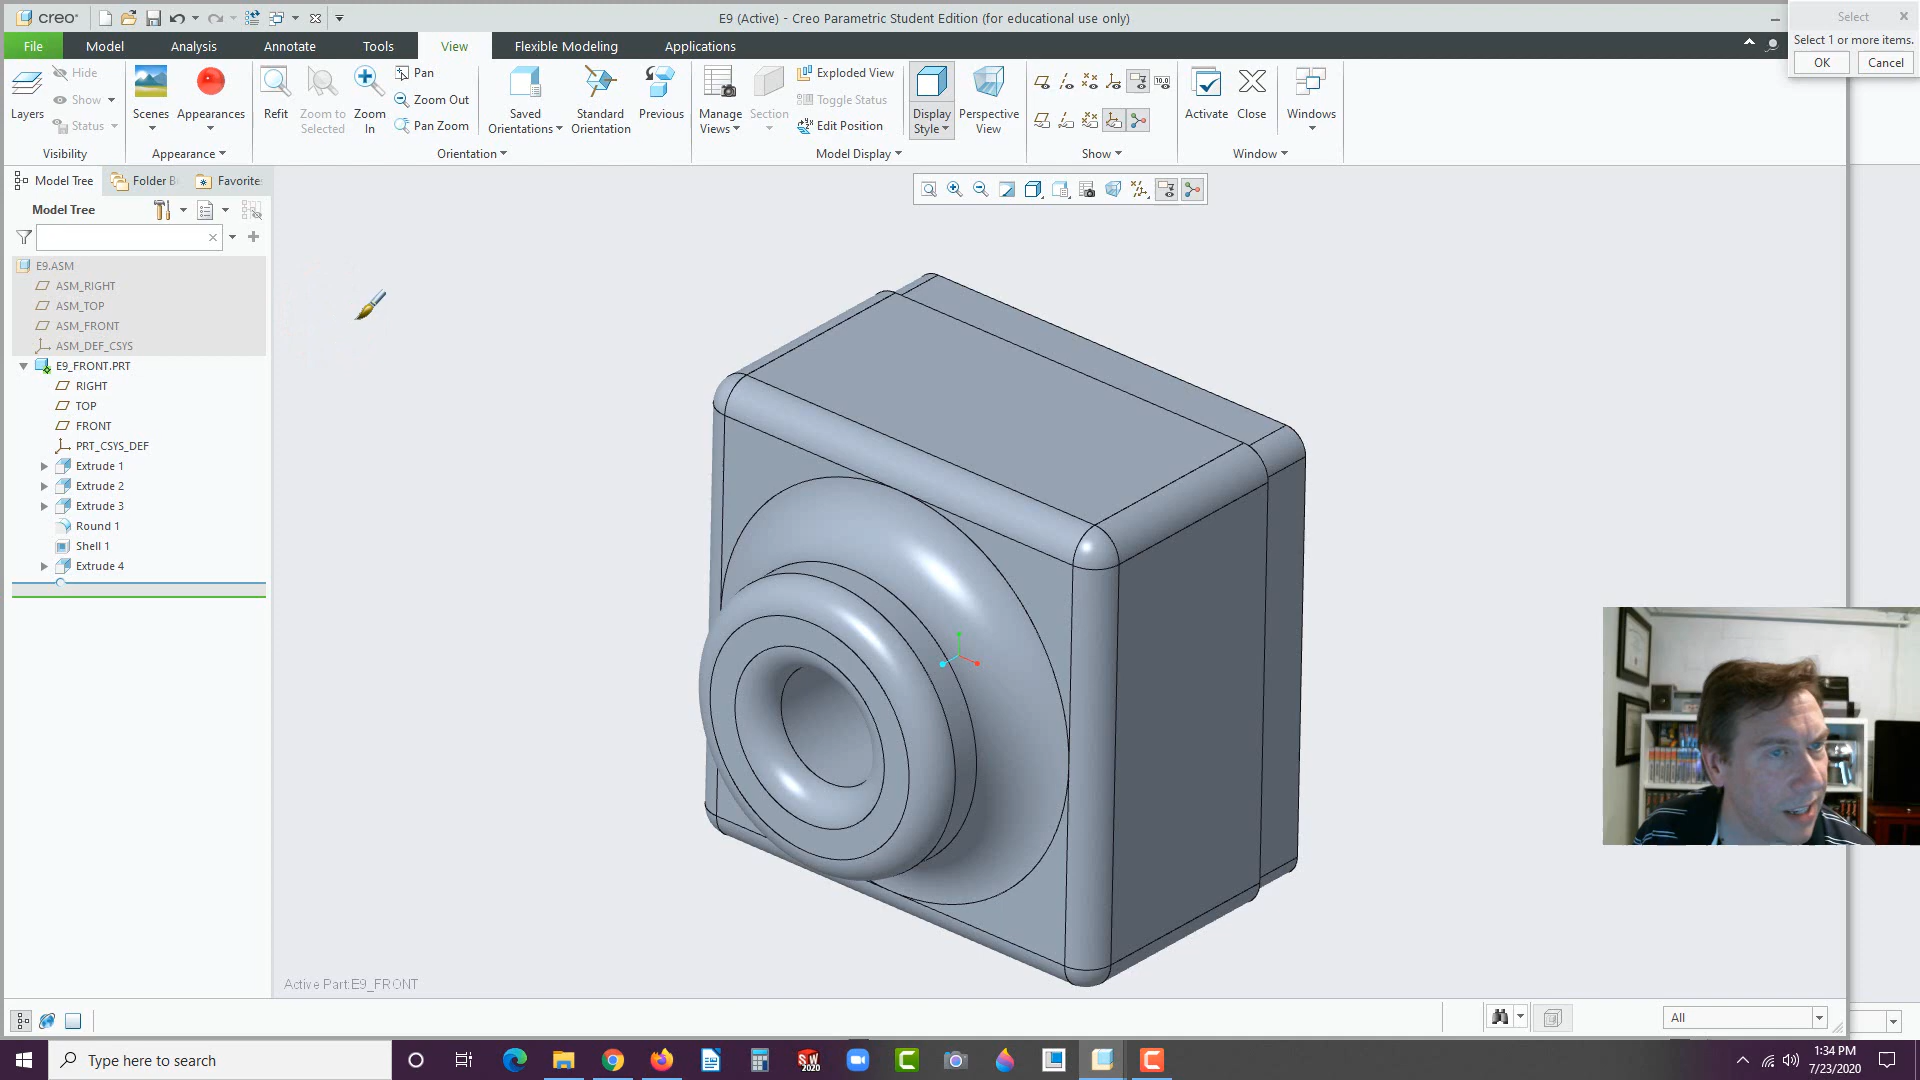 creo
E9 (Active) - Creo Parametric Student Edition (for educational use only)
Select
File
Model
Analysis
Annotate
Tools
View
Flexible Modeling
Applications
Select 1 or more items.
OK
Cancel
Layers
Hide
Show
Status
Visibility
Scenes
Appearances
Appearance
Refit
Zoom to Selected
Zoom In
Pan
Zoom Out
Pan Zoom
Saved Orientations
Standard Orientation
Previous
Orientation
Manage Views
Section
Exploded View
Toggle Status
Edit Position
Model Display
Display Style
Perspective View
10.0
Show
Activate
Close
Windows
Window
Model Tree
Folder B
Favorite
Model Tree
E9.ASM
ASM_RIGHT
ASM_TOP
ASM_FRONT
ASM_DEF_CSYS
E9_FRONT.PRT
RIGHT
TOP
FRONT
PRT_CSYS_DEF
Extrude 1
Extrude 2
Extrude 3
Round 1
Shell 1
Extrude 4
Active Part:E9_FRONT
All
Type here to search
SW
2020
1:34 PM
7/23/2020